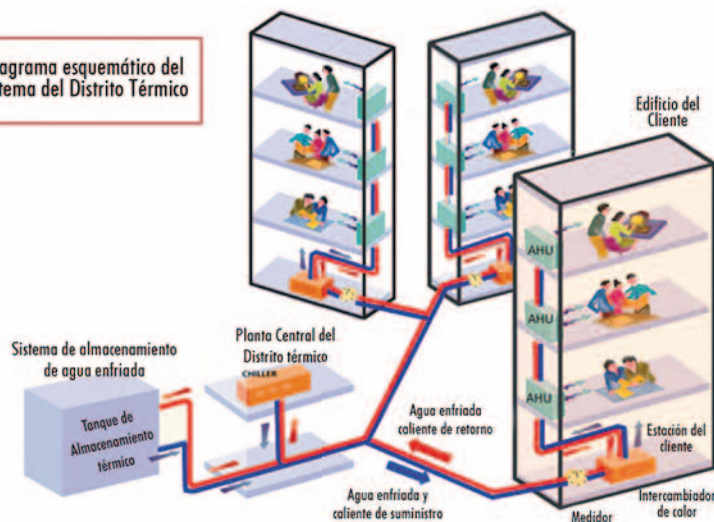 agrama esquemático del
tema del Distrito Térmico
Edificio del
Cliente
AHU
AHU
AHU
Sistema de almacenamiento
de agua enfriada
Planta Central del
Distrito térmico
CHILLER
Tanque de
Almacenamiento
térmico
Agua enfriada
caliente de retorno
Agua enfriada y
caliente de suministro
Estación del
cliente
Medidor
Intercambiador
de calor